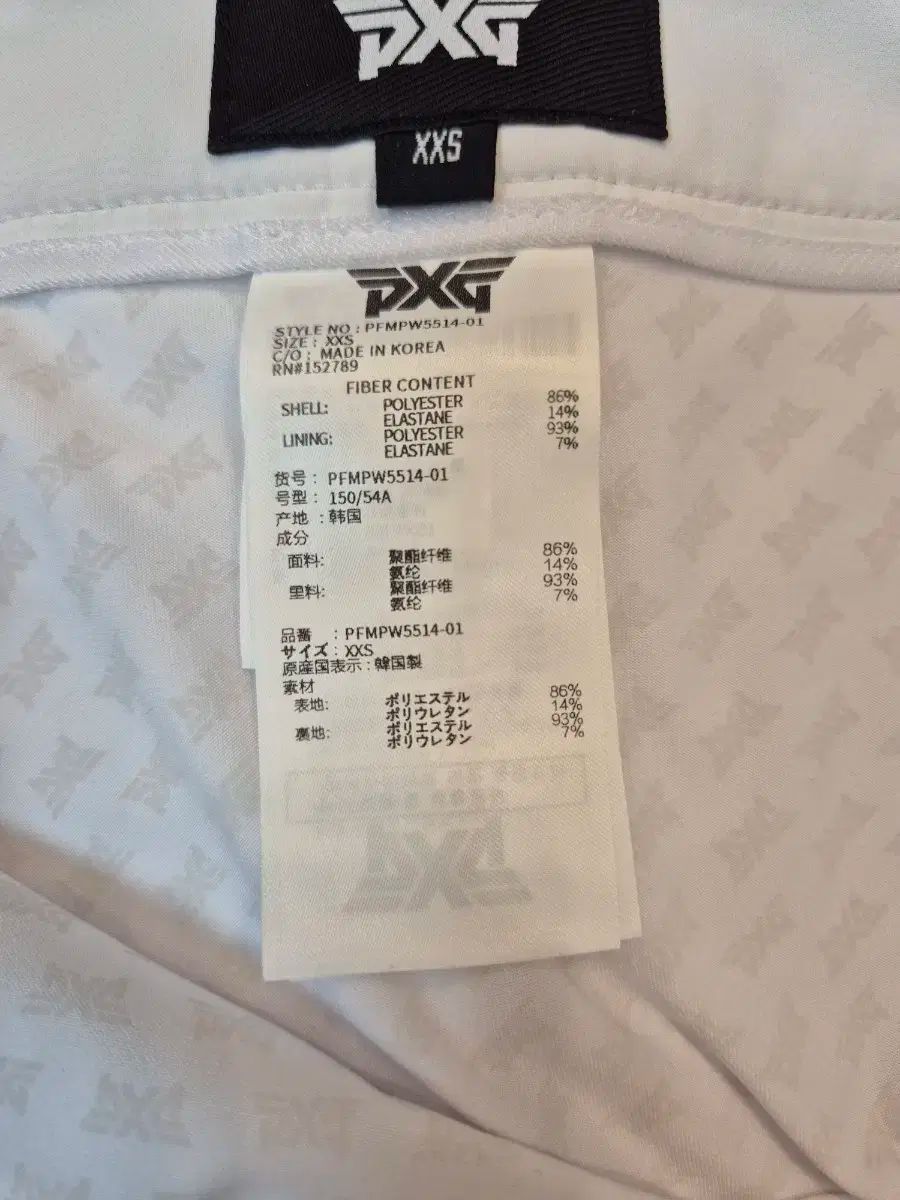 PXG
XXS
PXG
STYLE NO : PFMPW5514-01
SIZE : XXS
C/O : MADE IN KOREA
RN#152789
FIBER CONTENT
SHELL: POLYESTER 86%
ELASTANE 14%
LINING: POLYESTER 93%
ELASTANE 7%
货号 : PFMPW5514-01
号型 : 150/54A
产地 : 韩国
成分
面料: 聚酯纤维 86%
氨纶 14%
里料: 聚酯纤维 93%
氨纶 7%
品番 : PFMPW5514-01
サイズ : XXS
原産国表示 : 韓国製
素材
表地: ポリエステル 86%
ポリウレタン 14%
裏地: ポリエステル 93%
ポリウレタン 7%
PXG